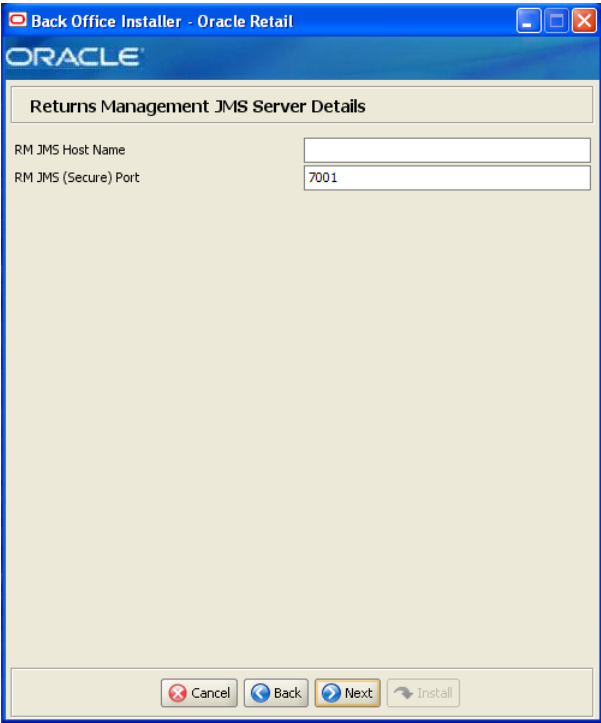 Back Office Installer - Oracle Retail
ORACLE
Returns Management JMS Server Details
RM JMS Host Name
RM JMS (Secure) Port 7001
Cancel Back Next Install